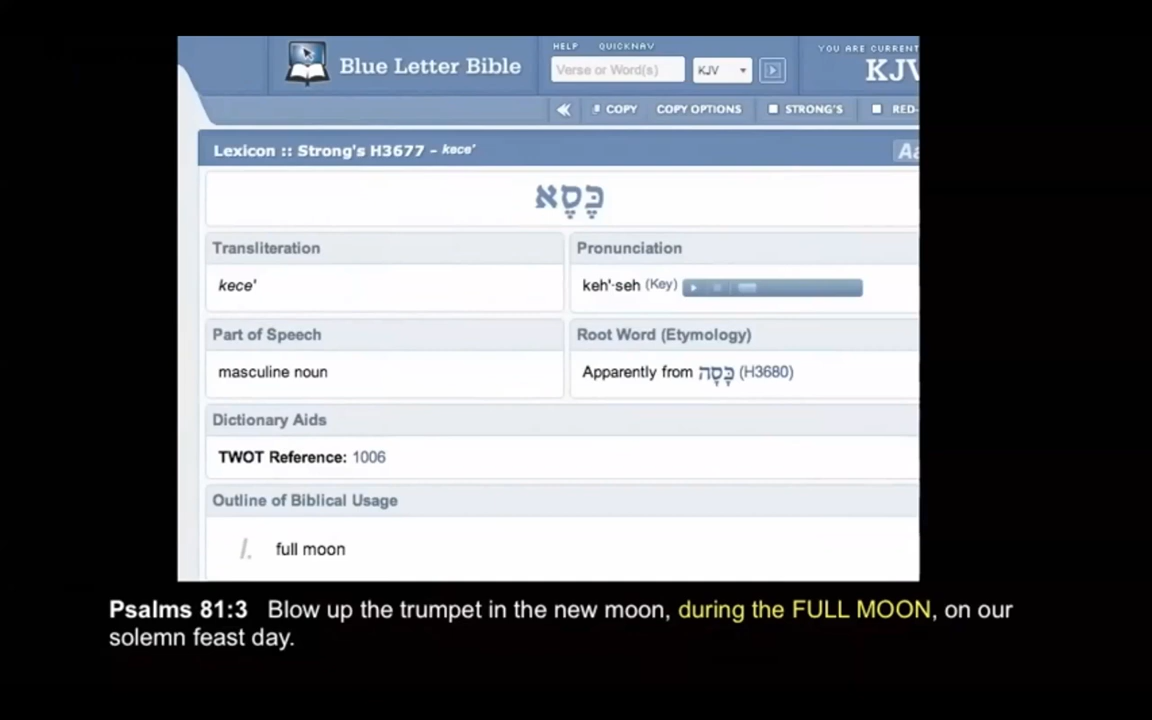 HELP QUICKNAV
YOU ARE CURRENT
Blue Letter Bible
Verse or Word(s)
KJV
KJV
COPY COPY OPTIONS STRONG'S RED-
Lexicon :: Strong's H3677 - kece'
Aa
כֶּסֶא
Transliteration
Pronunciation
kece'
keh'·seh (Key)
Part of Speech
Root Word (Etymology)
masculine noun
Apparently from כָּסָה (H3680)
Dictionary Aids
TWOT Reference: 1006
Outline of Biblical Usage
I. full moon
Psalms 81:3 Blow up the trumpet in the new moon, during the FULL MOON, on our
solemn feast day.